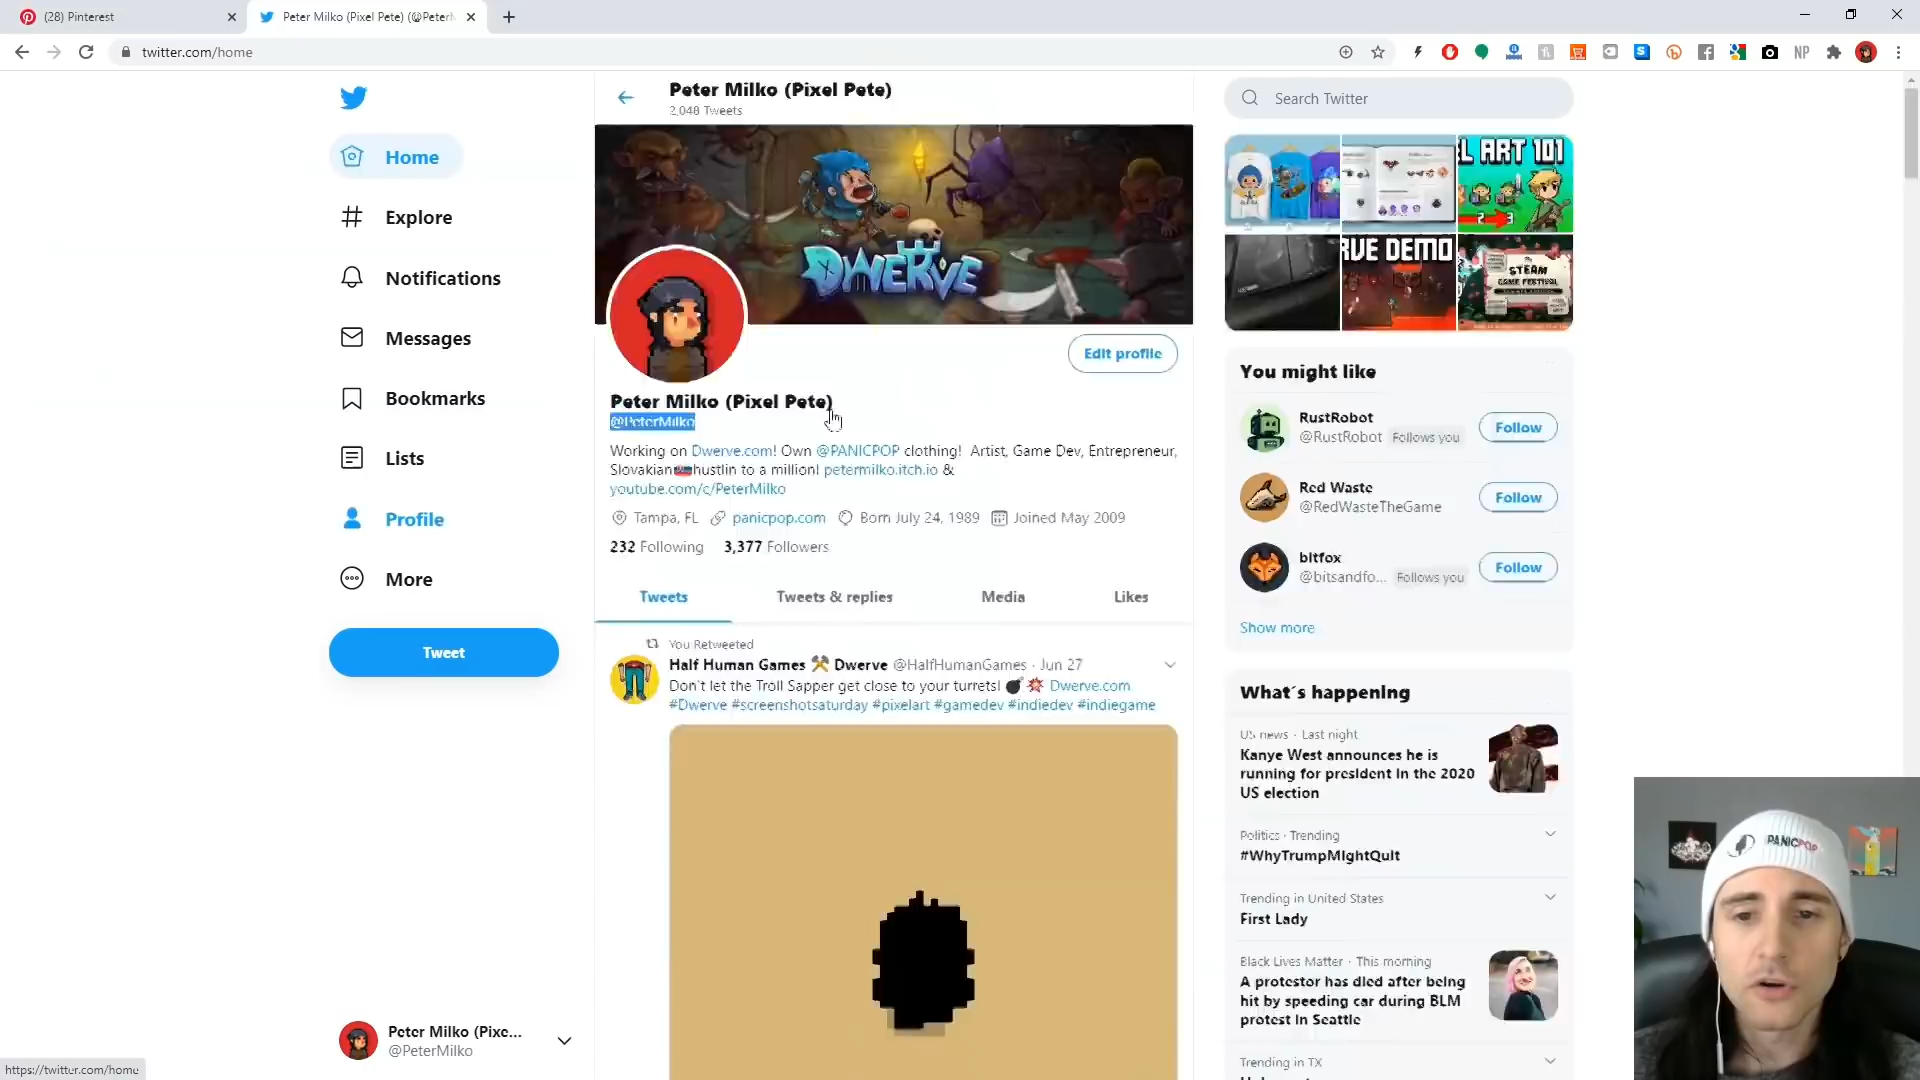 (28) Pinterest
Peter Milko (Pixel Pete) (@PeterM
twitter.com/home
NP
Home
Explore
Notifications
Messages
Bookmarks
Lists
Profile
More
Tweet
Peter Milko (Pixe...
@PeterMilko
https://twitter.com/home
Peter Milko (Pixel Pete)
2,048 Tweets
DWERVE
Edit profile
Peter Milko (Pixel Pete)
@PeterMilko
Working on Dwerve.com! Own @PANICPOP clothing! Artist, Game Dev, Entrepreneur,
Slovakian hustlin to a million! petermilko.itch.io &
youtube.com/c/PeterMilko
Tampa, FL panicpop.com Born July 24, 1989 Joined May 2009
232 Following 3,377 Followers
Tweets Tweets & replies Media Likes
You Retweeted
Half Human Games Dwerve @HalfHumanGames · Jun 27
Don't let the Troll Sapper get close to your turrets! Dwerve.com
#Dwerve #screenshotsaturday #pixelart #gamedev #indiedev #indiegame
Search Twitter
L ART 101
2 3
RVE DEMO
STEAM
GAME FESTIVAL
You might like
RustRobot
@RustRobot Follows you
Follow
Red Waste
@RedWasteTheGame
Follow
bitfox
@bitsandfo... Follows you
Follow
Show more
What's happening
US news · Last night
Kanye West announces he is
running for president in the 2020
US election
Politics · Trending
#WhyTrumpMightQuit
Trending in United States
First Lady
Black Lives Matter · This morning
A protestor has died after being
hit by speeding car during BLM
protest in Seattle
Trending in TX
PANICPOP